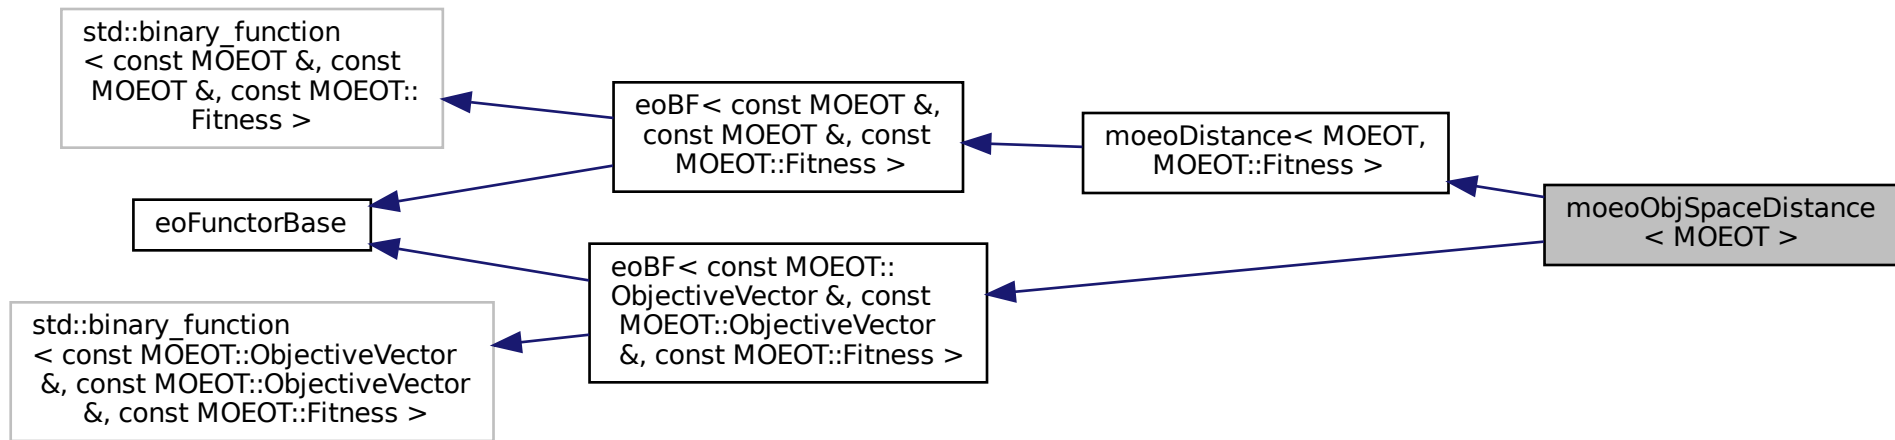 std::binary_function
< const MOEOT &, const
MOEOT &, const MOEOT::
Fitness >
eoFunctorBase
std::binary_function
< const MOEOT::ObjectiveVector
&, const MOEOT::ObjectiveVector
&, const MOEOT::Fitness >
eoBF< const MOEOT &,
const MOEOT &, const
MOEOT::Fitness >
eoBF< const MOEOT::
ObjectiveVector &, const
MOEOT::ObjectiveVector
&, const MOEOT::Fitness >
moeoDistance< MOEOT,
MOEOT::Fitness >
moeoObjSpaceDistance
< MOEOT >